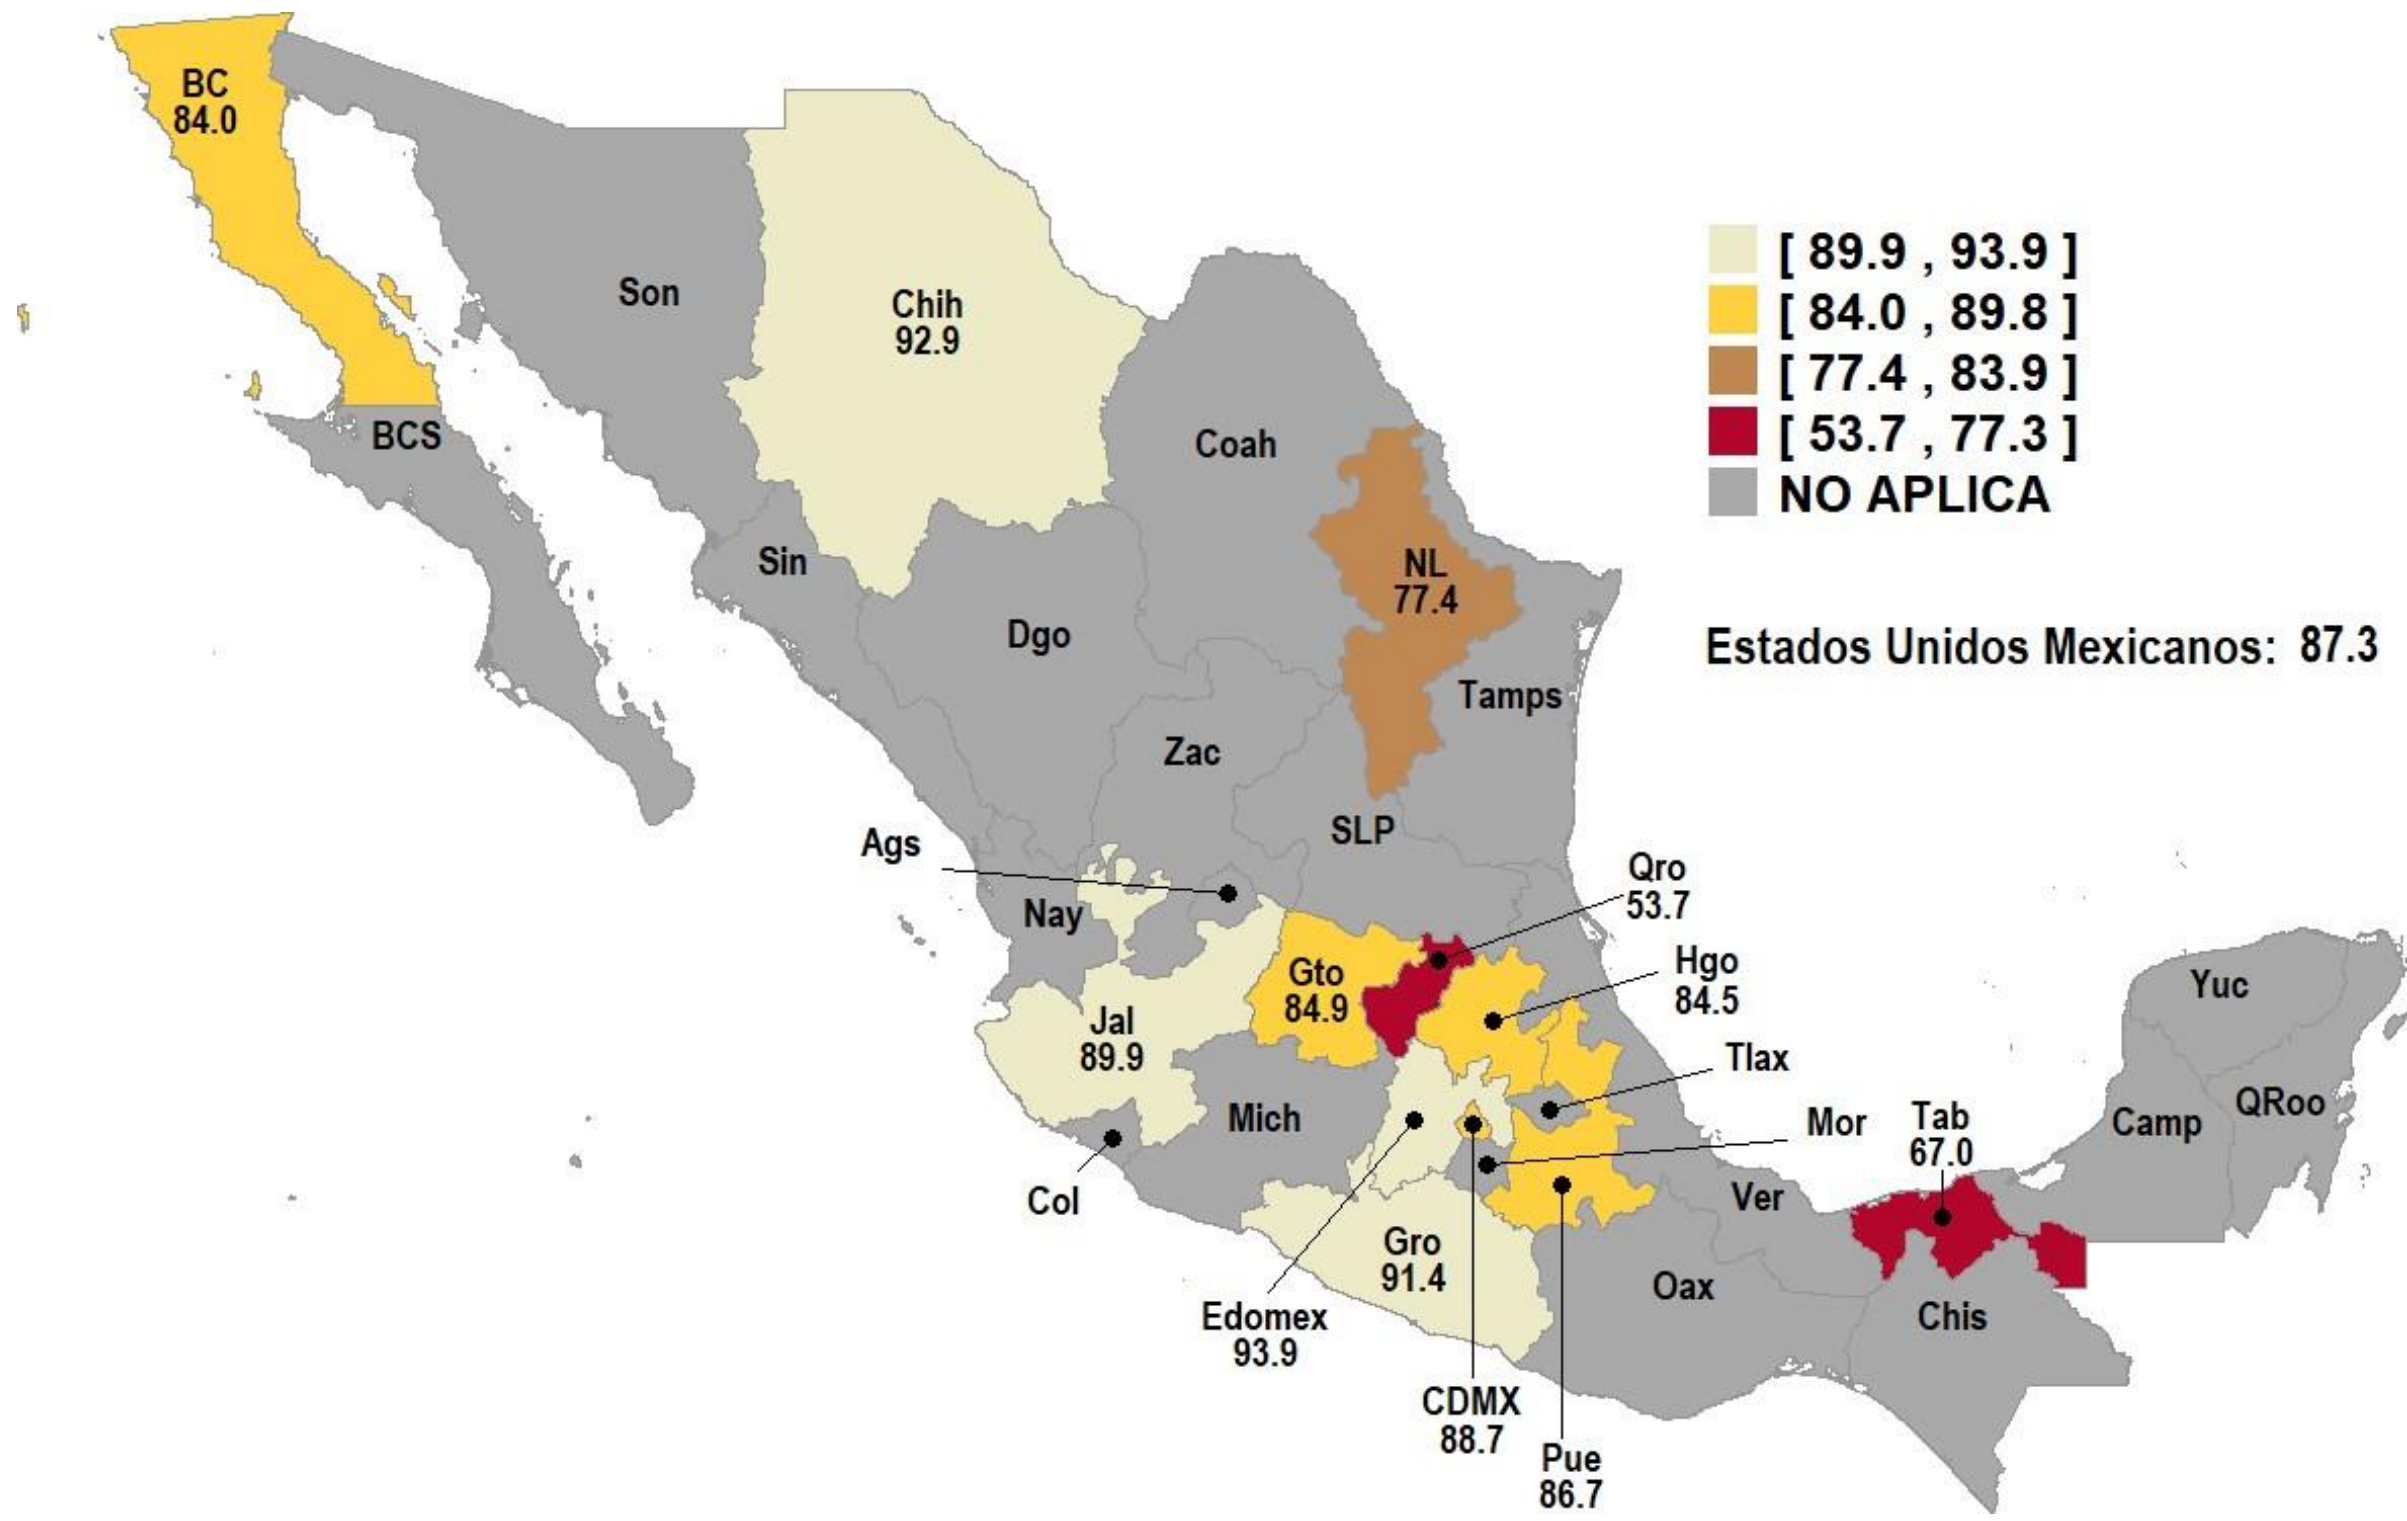 BC
84.0
Son
Chih
92.9
BCS
Coah
Sin
NL
77.4
Dgo
Tamps
Zac
SLP
Ags
Nay
Qro
53.7
Hgo
84.5
Gto
84.9
Jal
89.9
Tlax
Mich
Mor
Tab
67.0
Col
Ver
Yuc
QRoo
Camp
Gro
91.4
Oax
Chis
Edomex
93.9
CDMX
88.7
Pue
86.7
[ 89.9 , 93.9 ]
[ 84.0 , 89.8 ]
[ 77.4 , 83.9 ]
[ 53.7 , 77.3 ]
NO APLICA
Estados Unidos Mexicanos: 87.3